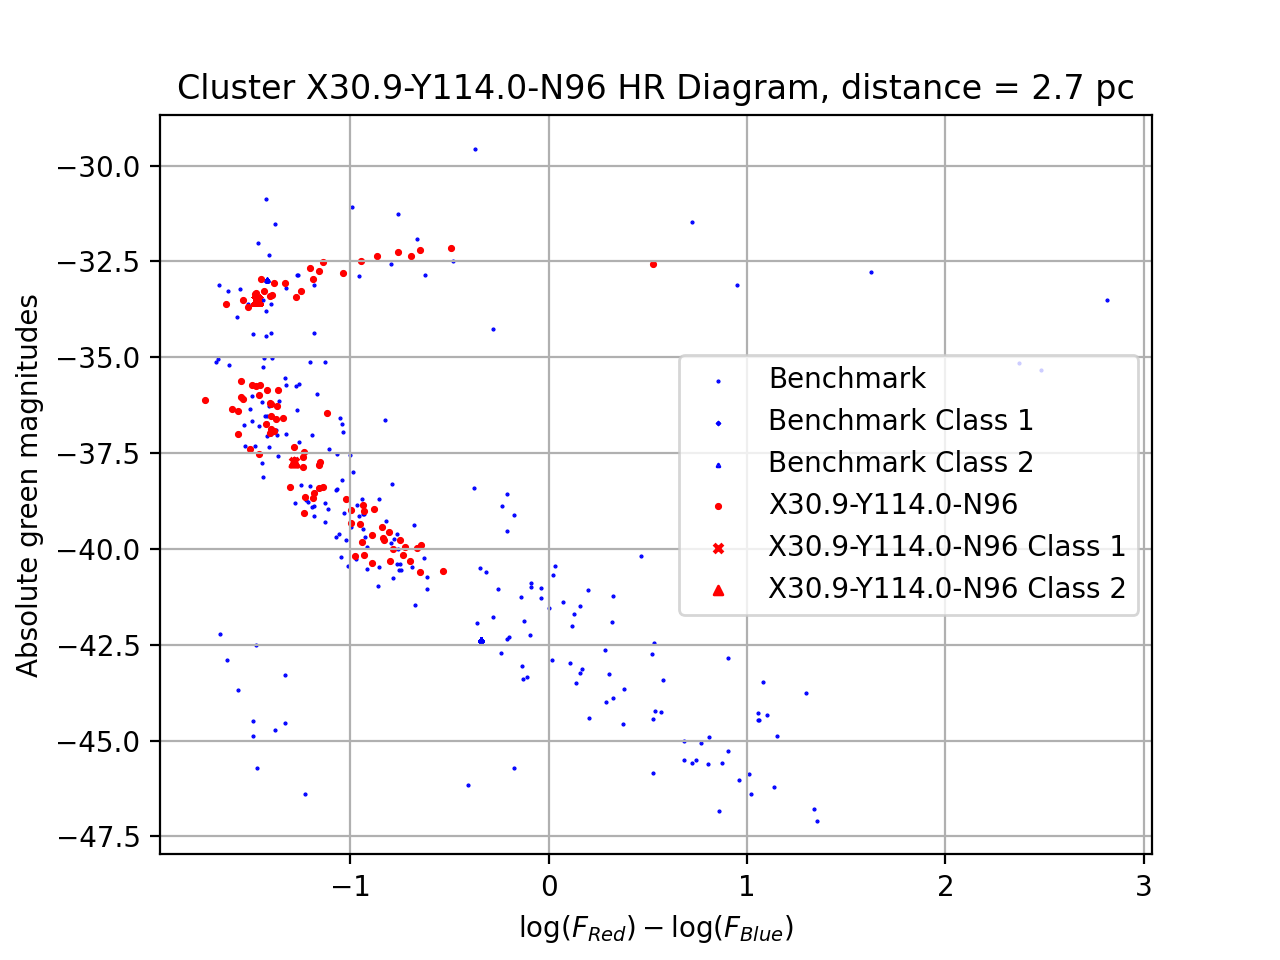 Cluster X30.9-Y114.0-N96 HR Diagram, distance = 2.7 pc
Absolute green magnitudes
−30.0
−32.5
−35.0
−37.5
−40.0
−42.5
−45.0
−47.5
Benchmark
Benchmark Class 1
Benchmark Class 2
X30.9-Y114.0-N96
X30.9-Y114.0-N96 Class 1
X30.9-Y114.0-N96 Class 2
−1 0 1 2 3
log(F_Red) − log(F_Blue)